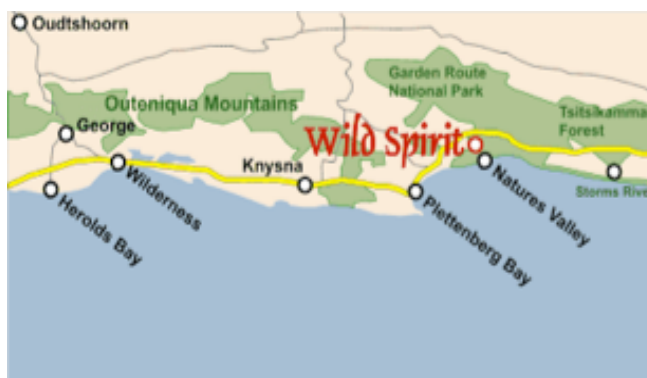 Oudtshoorn
Garden Route
National Park
Outeniqua Mountains
Tsitsikamma
Forest
George
Wild Spirit
Knysna
Wilderness
Natures Valley
Storms Rive
Herolds Bay
Plettenberg Bay